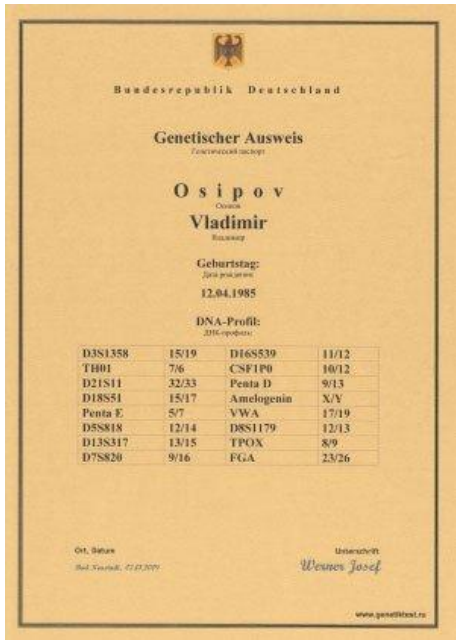 Bundesrepublik Deutschland
Genetischer Ausweis
Генетический паспорт
Osipov
Осипов
Vladimir
Владимир
Geburtstag:
Дата рождения:
12.04.1985
DNA-Profil:
ДНК-профиль:
D3S1358 15/19 D16S539 11/12
TH01 7/6 CSF1P0 10/12
D21S11 32/33 Penta D 9/13
D18S51 15/17 Amelogenin X/Y
Penta E 5/7 VWA 17/19
D5S818 12/14 D8S1179 12/13
D13S317 13/15 TPOX 8/9
D7S820 9/16 FGA 23/26
Ort, Datum Unterschrift
Bad Neustadt, Werner Josef
www.genetiktest.ru